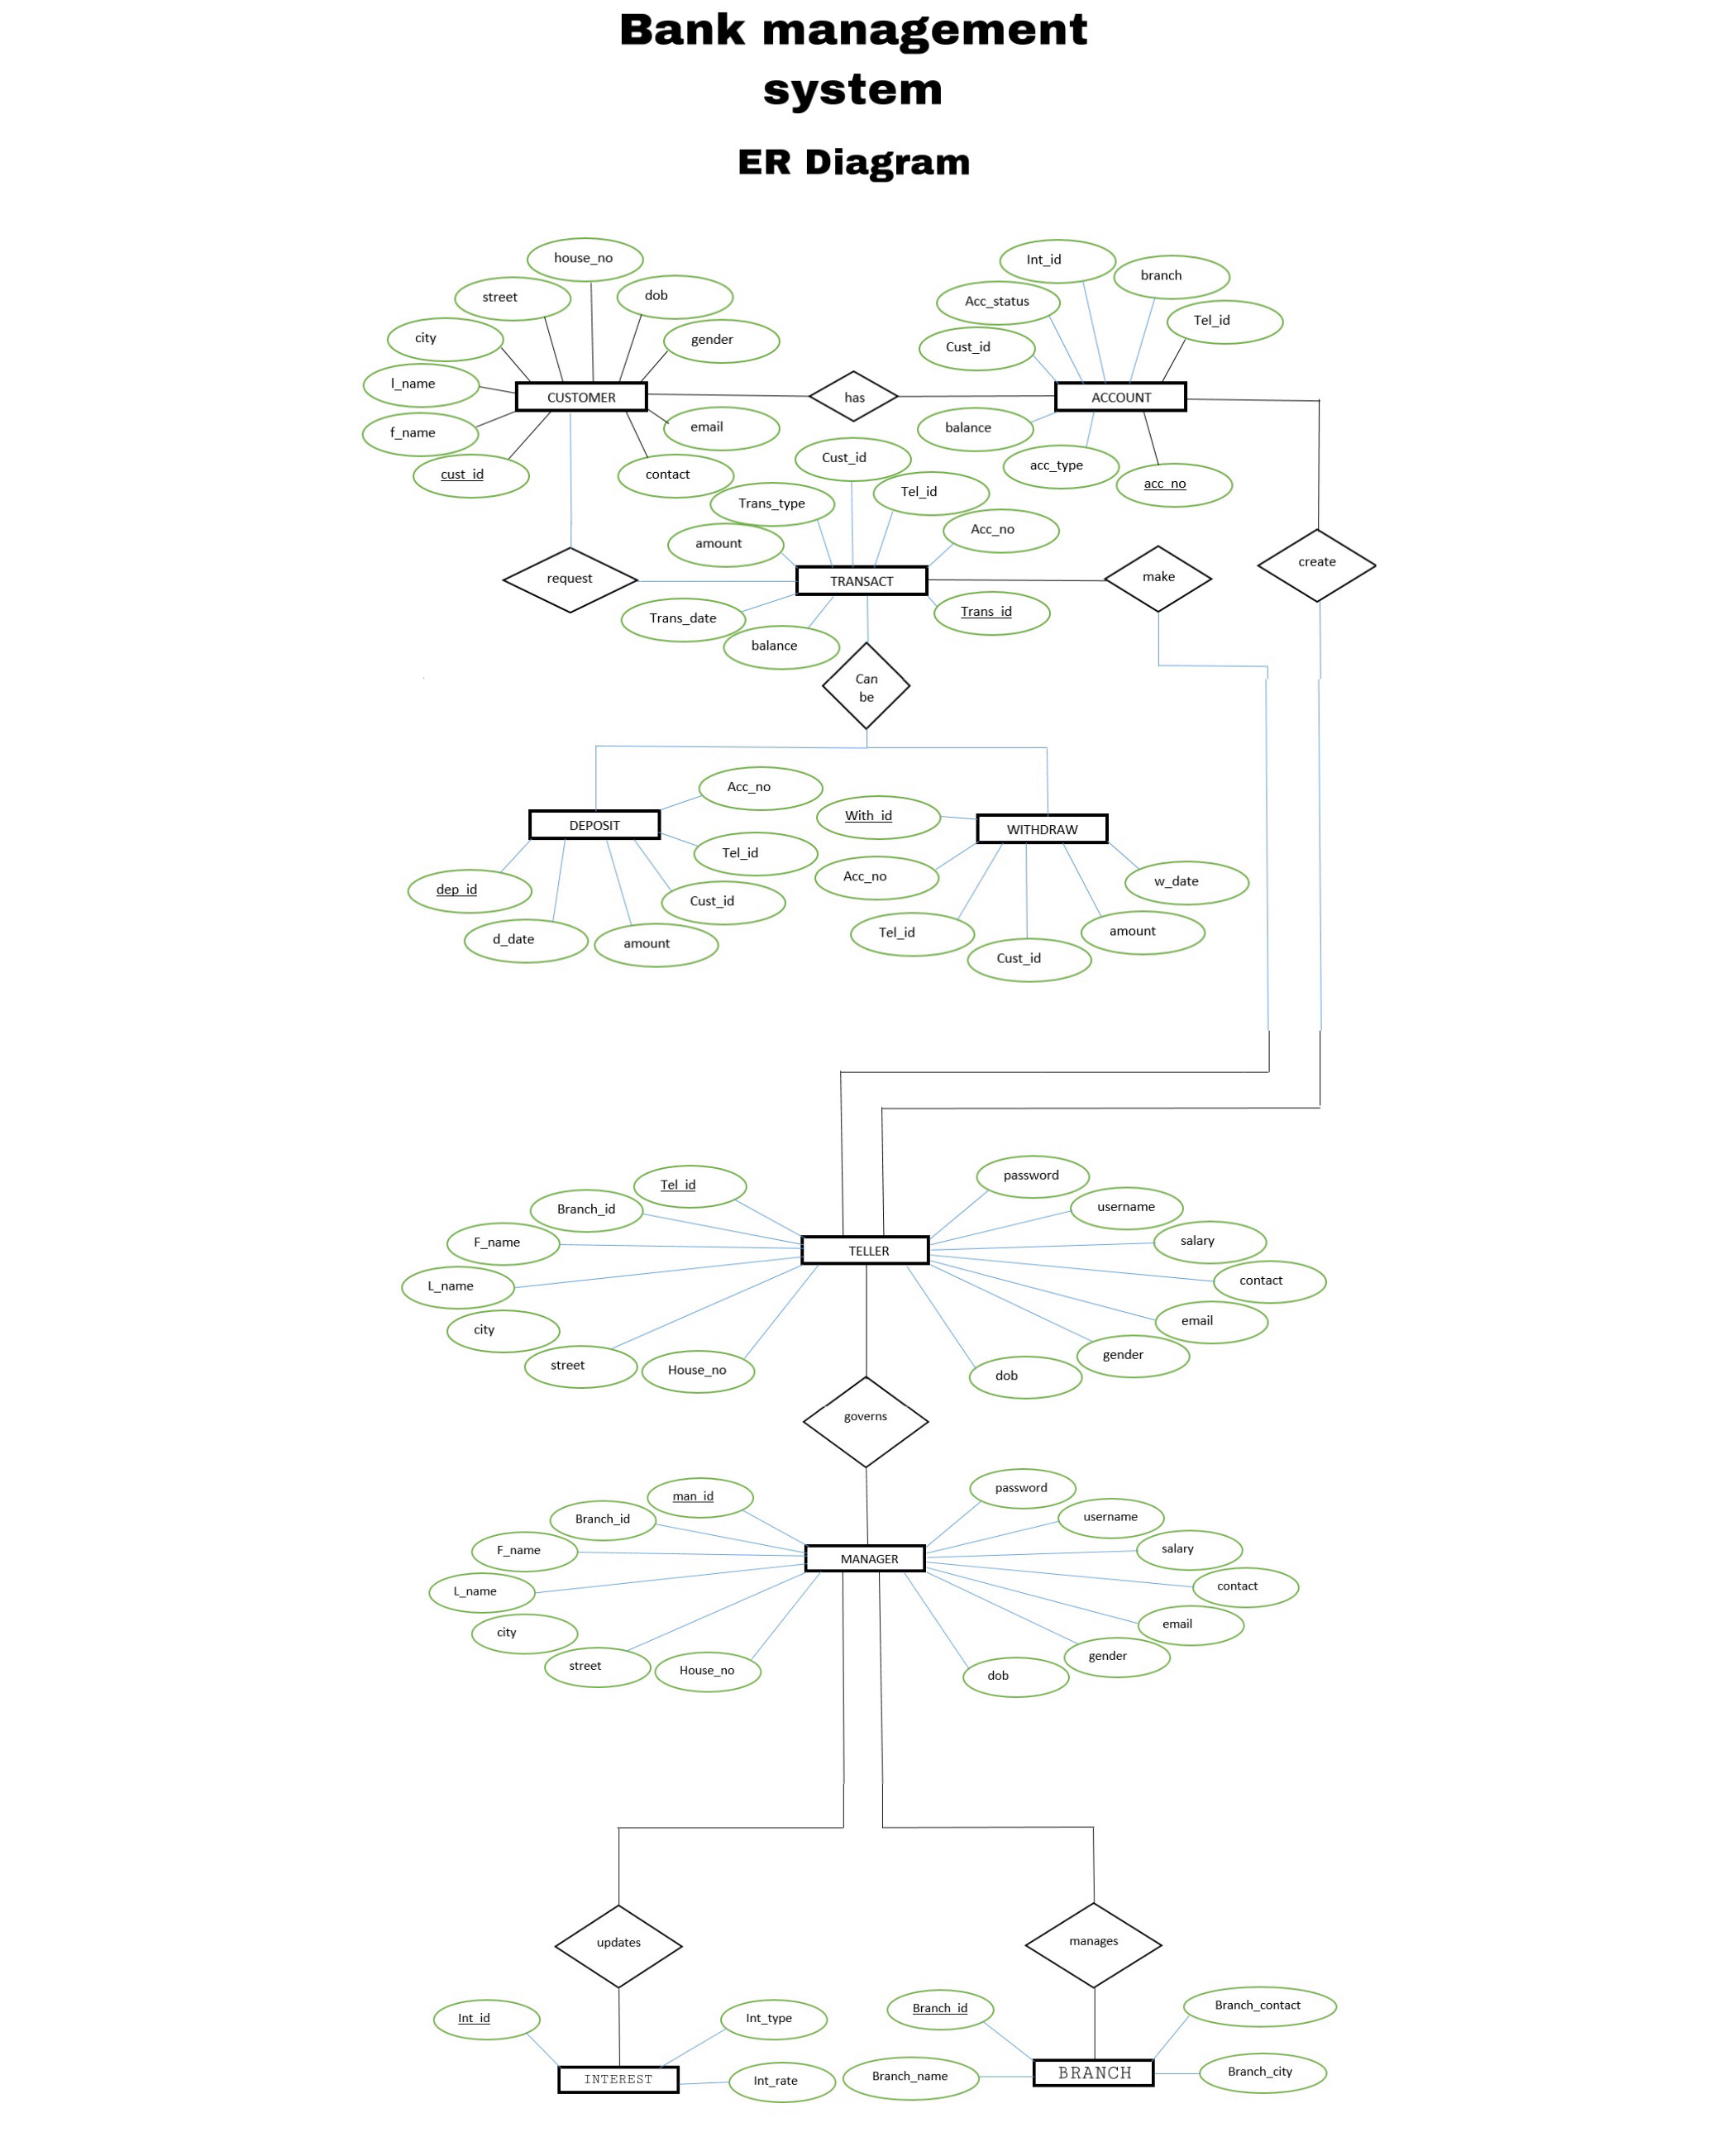 Bank management
system
ER Diagram
house_no
street
dob
city
gender
l_name
CUSTOMER
f_name
email
cust_id
contact
has
Int_id
branch
Acc_status
Tel_id
Cust_id
ACCOUNT
balance
acc_type
acc_no
Cust_id
Trans_type
Tel_id
amount
Acc_no
request
TRANSACT
make
create
Trans_date
Trans_id
balance
Can
be
Acc_no
DEPOSIT
Tel_id
dep_id
Cust_id
d_date
amount
With_id
WITHDRAW
Acc_no
w_date
Tel_id
amount
Cust_id
Tel_id
password
Branch_id
username
F_name
salary
TELLER
L_name
contact
city
email
street
gender
House_no
dob
governs
man_id
password
Branch_id
username
F_name
salary
MANAGER
L_name
contact
city
email
street
gender
House_no
dob
updates
manages
Int_id
Int_type
INTEREST
Int_rate
Branch_id
Branch_contact
BRANCH
Branch_name
Branch_city